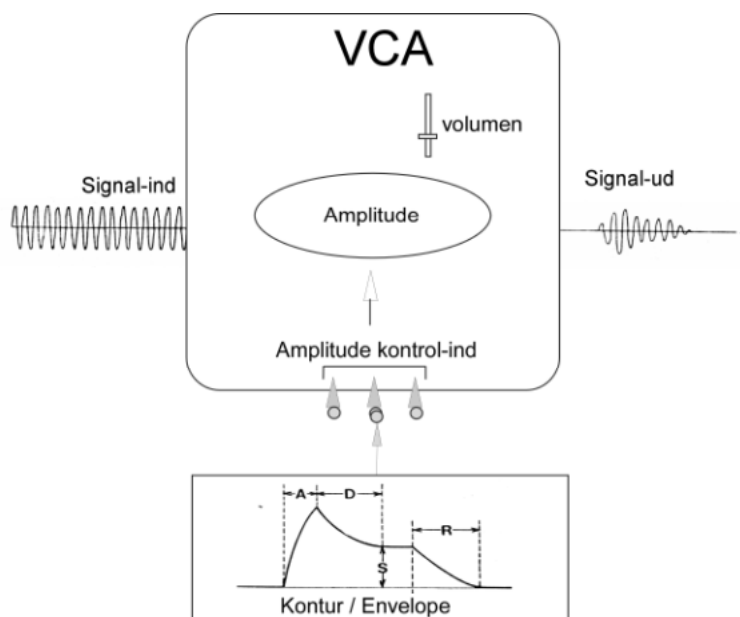 VCA
volumen
Signal-ind
Signal-ud
Amplitude
Amplitude kontrol-ind
A
D
R
S
Kontur / Envelope